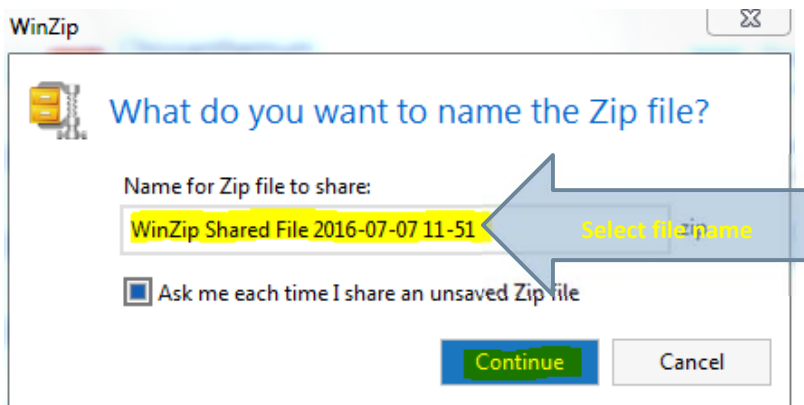 WinZip
What do you want to name the Zip file?
Name for Zip file to share:
WinZip Shared File 2016-07-07 11-51
Select file name
.zip
Ask me each time I share an unsaved Zip file
Continue
Cancel